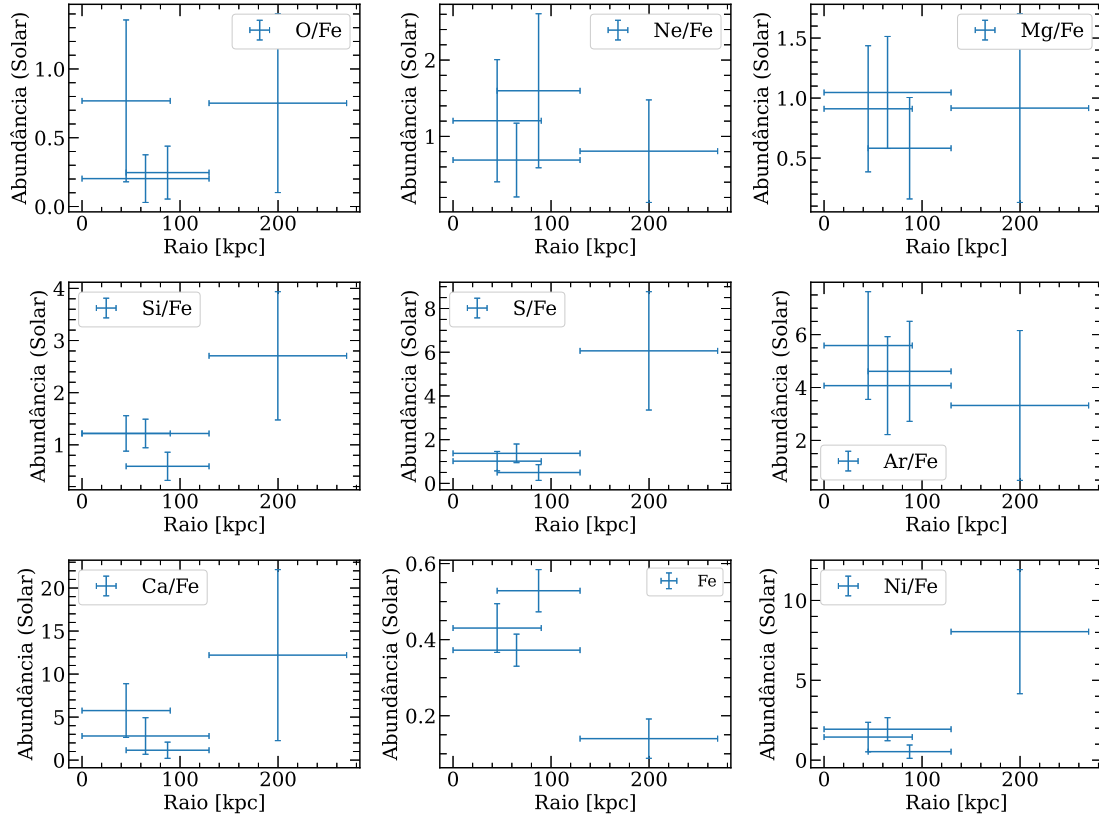 O/Fe
Abundância (Solar)
0.0
0.5
1.0
0
100
200
Raio [kpc]
Ne/Fe
Abundância (Solar)
1
2
0
100
200
Raio [kpc]
Mg/Fe
Abundância (Solar)
0.5
1.0
1.5
0
100
200
Raio [kpc]
Si/Fe
Abundância (Solar)
1
2
3
4
0
100
200
Raio [kpc]
S/Fe
Abundância (Solar)
0
2
4
6
8
0
100
200
Raio [kpc]
Ar/Fe
Abundância (Solar)
2
4
6
0
100
200
Raio [kpc]
Ca/Fe
Abundância (Solar)
0
5
10
15
20
0
100
200
Raio [kpc]
Fe
Abundância (Solar)
0.2
0.4
0.6
0
100
200
Raio [kpc]
Ni/Fe
Abundância (Solar)
0
5
10
0
100
200
Raio [kpc]